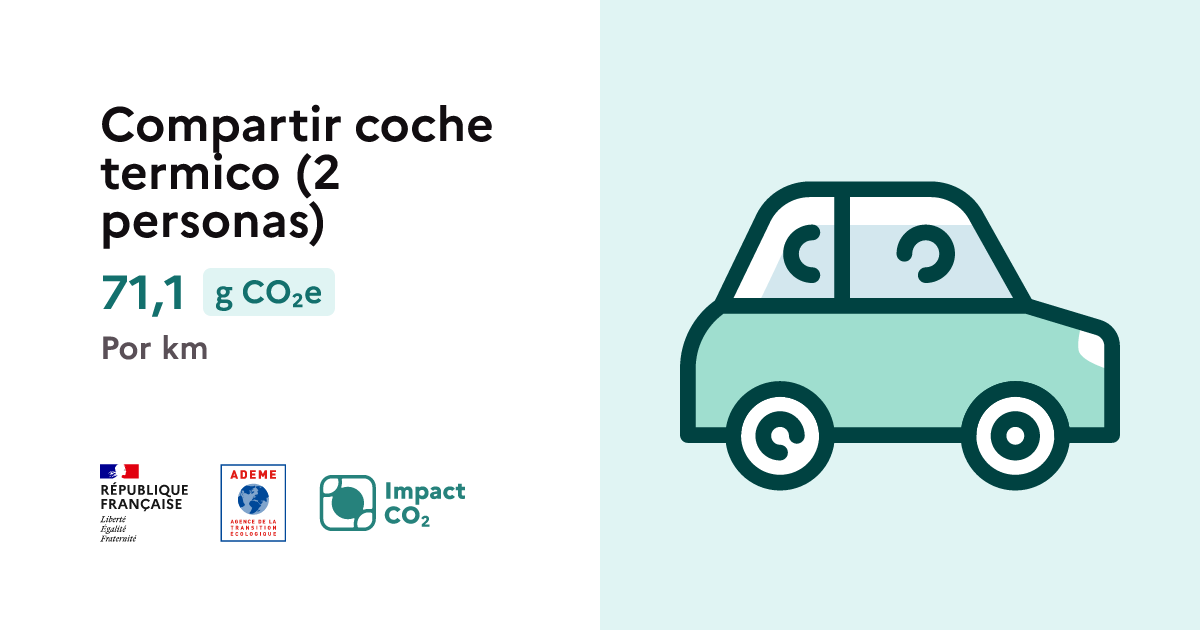 Compartir coche
termico (2
personas)
71,1 g CO₂e
Por km
RÉPUBLIQUE
FRANÇAISE
Liberté
Égalité
Fraternité
ADEME
AGENCE DE LA
TRANSITION
ÉCOLOGIQUE
Impact
CO₂